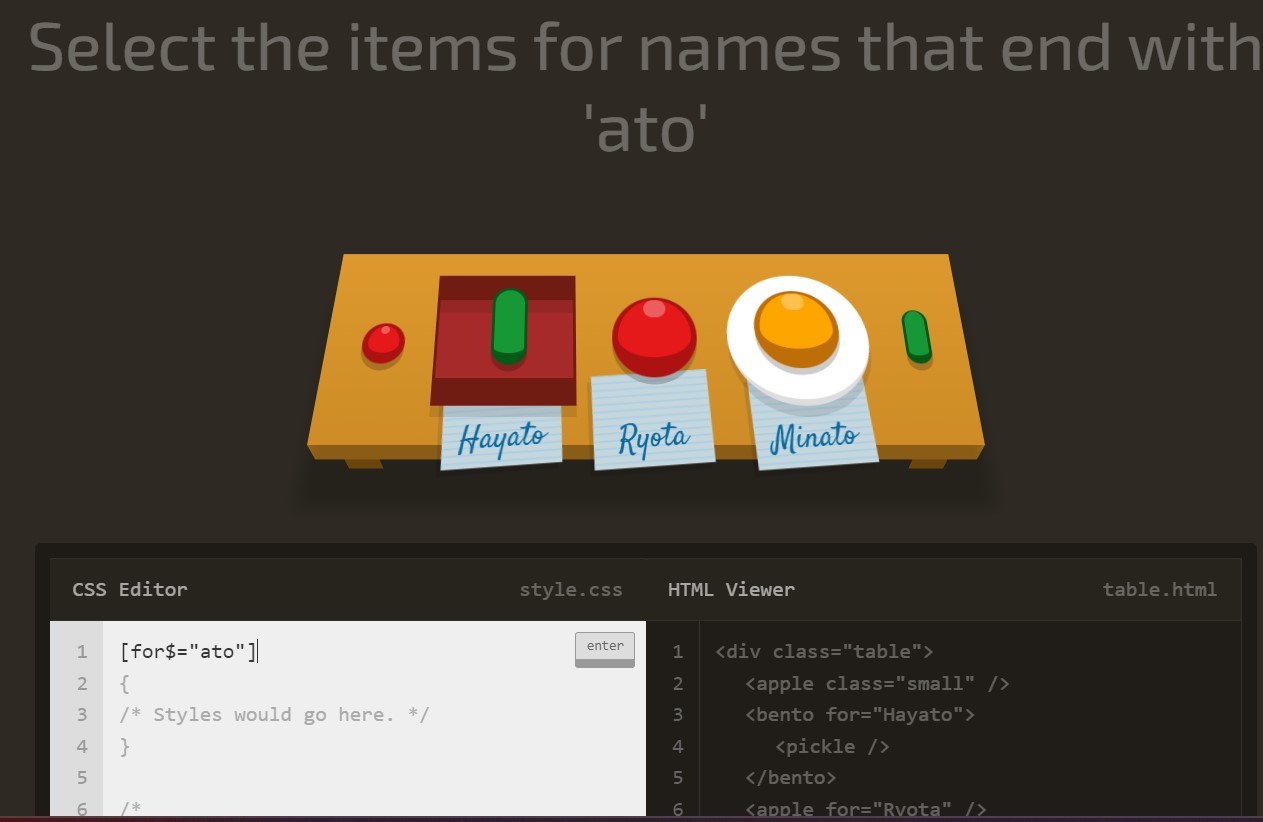 Select the items for names that end with
'ato'
Hayato
Ryota
Minato
CSS Editor
style.css
HTML Viewer
table.html
1
[for$="ato"]
enter
2
{
3
/* Styles would go here. */
4
}
5
6
/*
1
<div class="table">
2
<apple class="small" />
3
<bento for="Hayato">
4
<pickle />
5
</bento>
6
<apple for="Ryota" />